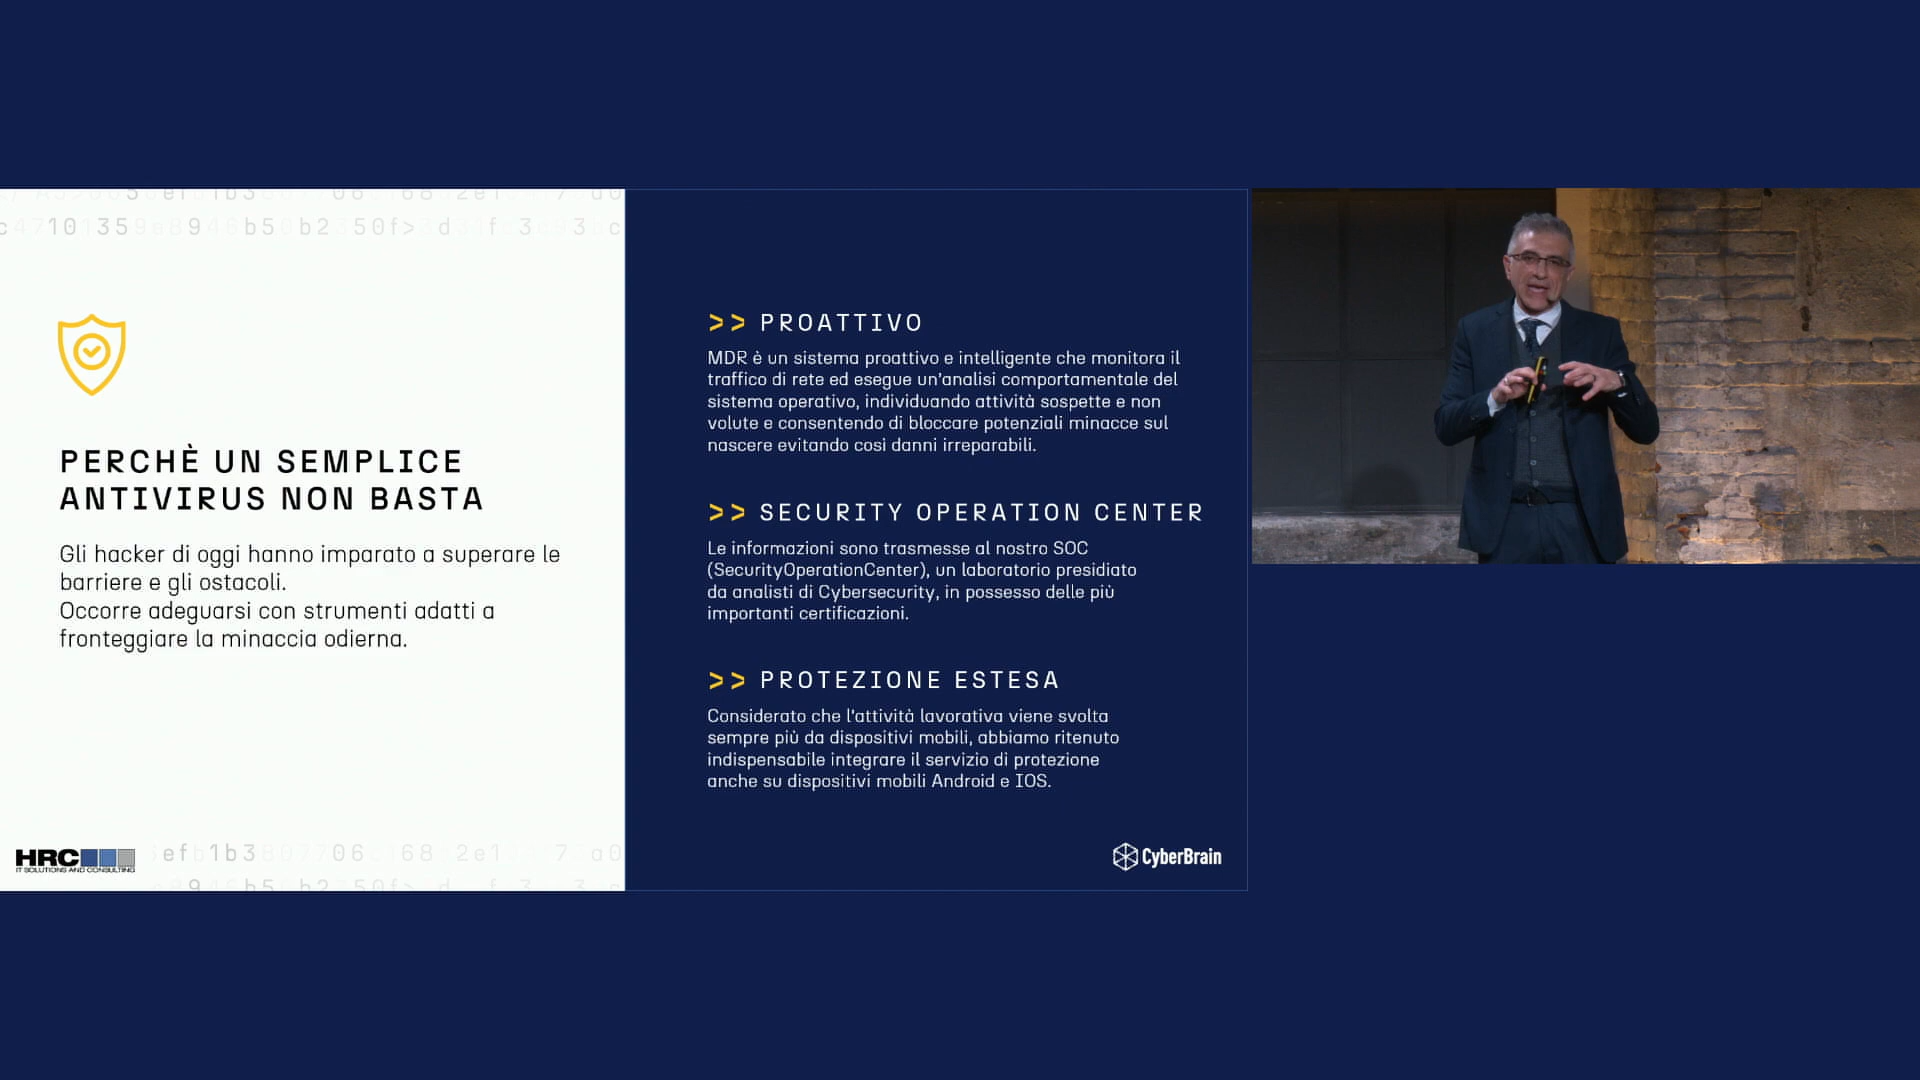 PERCHÈ UN SEMPLICE
ANTIVIRUS NON BASTA
Gli hacker di oggi hanno imparato a superare le
barriere e gli ostacoli.
Occorre adeguarsi con strumenti adatti a
fronteggiare la minaccia odierna.
HRC
IT SOLUTIONS AND CONSULTING
>> PROATTIVO
MDR è un sistema proattivo e intelligente che monitora il
traffico di rete ed esegue un'analisi comportamentale del
sistema operativo, individuando attività sospette e non
volute e consentendo di bloccare potenziali minacce sul
nascere evitando così danni irreparabili.
>> SECURITY OPERATION CENTER
Le informazioni sono trasmesse al nostro SOC
(SecurityOperationCenter), un laboratorio presidiato
da analisti di Cybersecurity, in possesso delle più
importanti certificazioni.
>> PROTEZIONE ESTESA
Considerato che l'attività lavorativa viene svolta
sempre più da dispositivi mobili, abbiamo ritenuto
indispensabile integrare il servizio di protezione
anche su dispositivi mobili Android e IOS.
CyberBrain